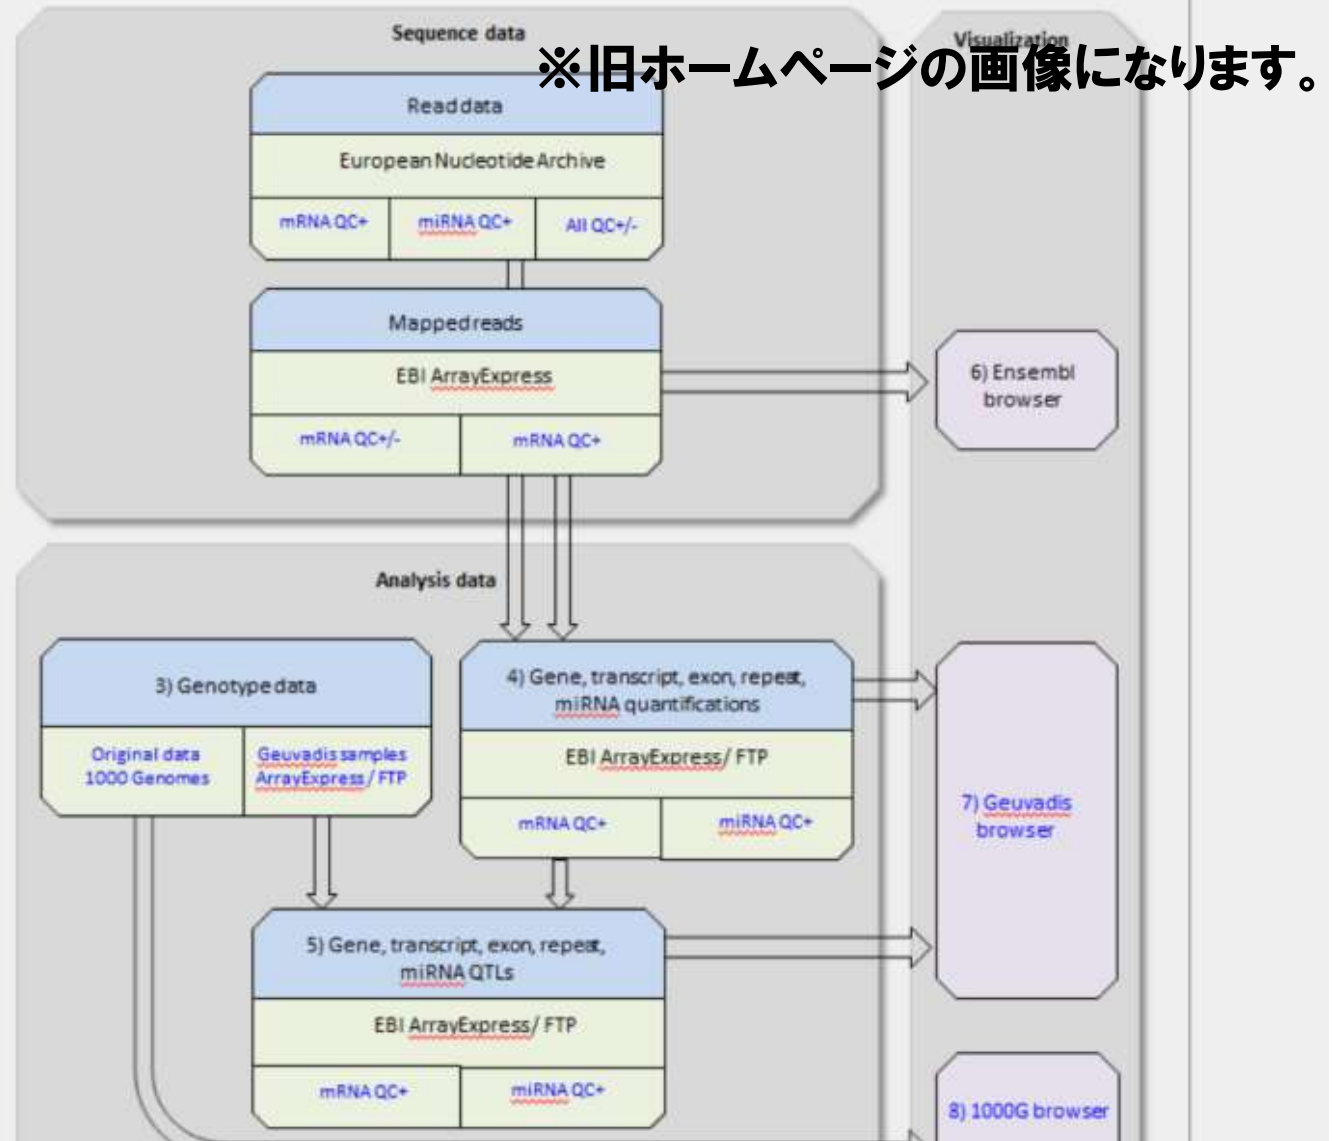 Sequence data
Visualization
※旧ホームページの画像になります。
Read data
European Nucleotide Archive
mRNA QC+
miRNA QC+
All QC+/-
Mapped reads
EBI ArrayExpress
mRNA QC+/-
mRNA QC+
6) Ensembl
browser
Analysis data
3) Genotype data
Original data
1000 Genomes
Geuvadis samples
ArrayExpress/ FTP
4) Gene, transcript, exon, repeat,
miRNA quantifications
EBI ArrayExpress/ FTP
mRNA QC+
miRNA QC+
7) Geuvadis
browser
5) Gene, transcript, exon, repeat,
miRNA QTLs
EBI ArrayExpress/ FTP
mRNA QC+
miRNA QC+
8) 1000G browser